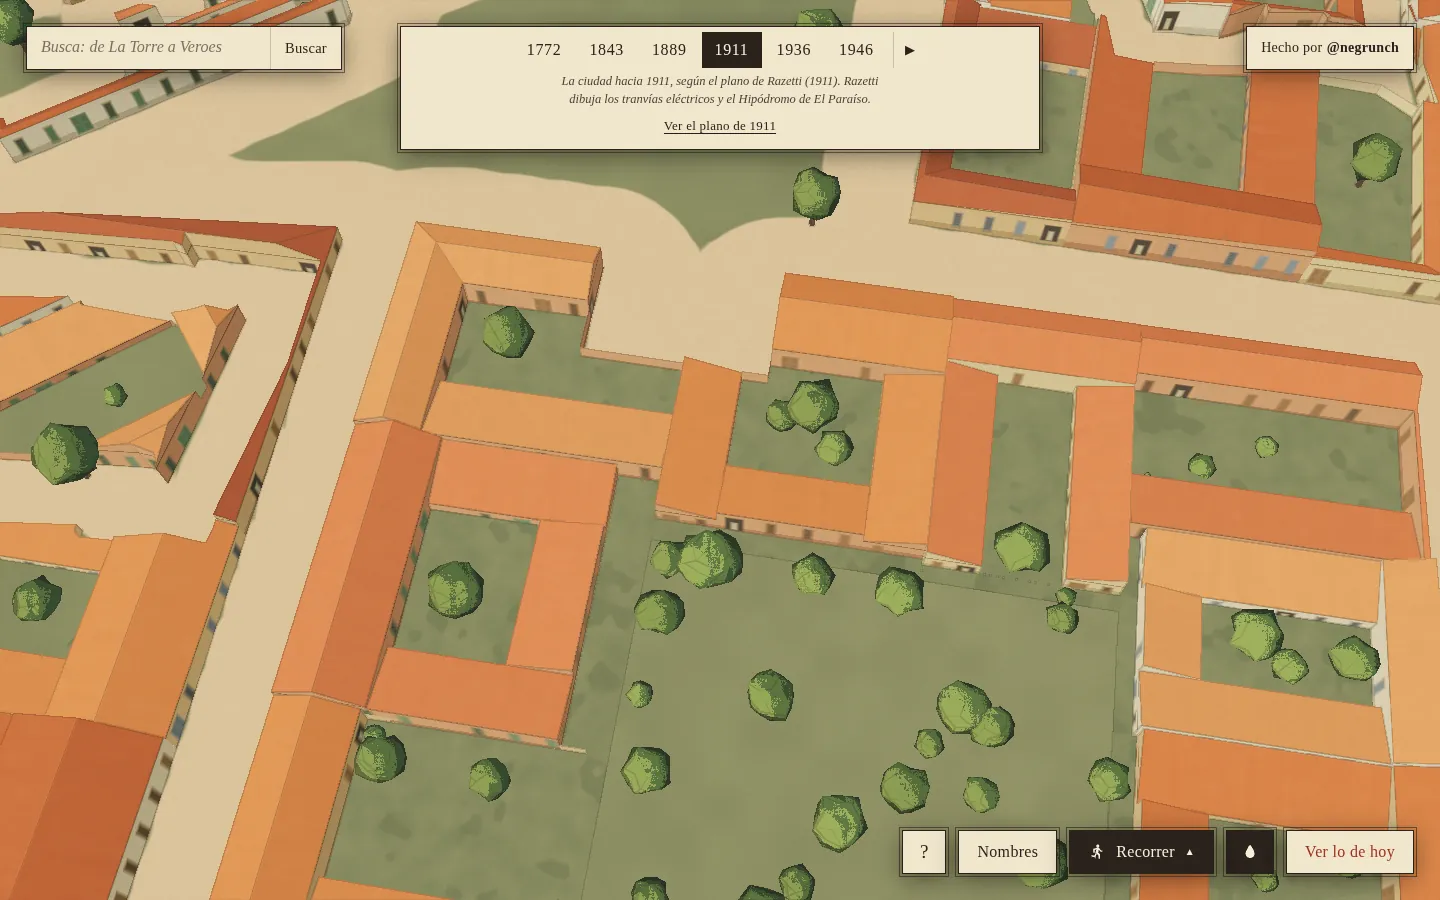 Busca: de La Torre a Veroes
Buscar
1772 1843 1889 1911 1936 1946 ▶
La ciudad hacia 1911, según el plano de Razetti (1911). Razetti
dibuja los tranvías eléctricos y el Hipódromo de El Paraíso.
Ver el plano de 1911
Hecho por @negrunch
?
Nombres
Recorrer ▲
Ver lo de hoy